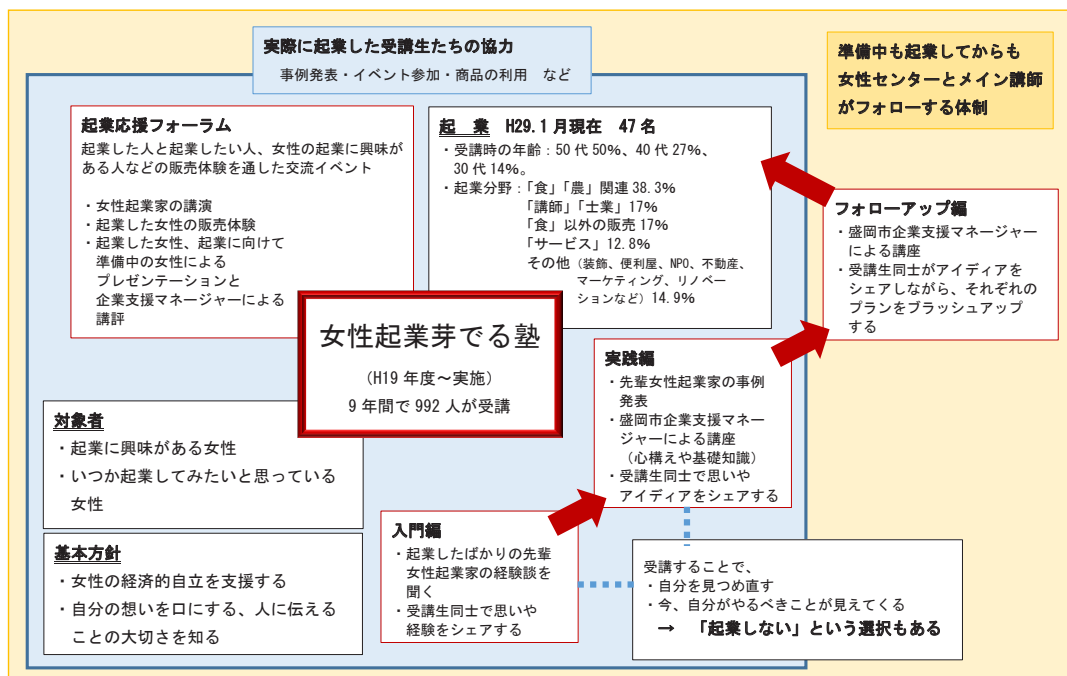 実際に起業した受講生たちの協力
事例発表・イベント参加・商品の利用　など
準備中も起業してからも
女性センターとメイン講師
がフォローする体制
起業応援フォーラム
起業した人と起業したい人、女性の起業に興味が
ある人などの販売体験を通した交流イベント
・女性起業家の講演
・起業した女性の販売体験
・起業した女性、起業に向けて
準備中の女性による
プレゼンテーションと
企業支援マネージャーによる
講評
起　業　H29.1月現在　47名
・受講時の年齢：50代50%、40代27%、
30代14%。
・起業分野：「食」「農」関連38.3%
「講師」「士業」17%
「食」以外の販売17%
「サービス」12.8%
その他（装飾、便利屋、NPO、不動産、
マーケティング、リノベー
ションなど）14.9%
フォローアップ編
・盛岡市企業支援マネージャー
による講座
・受講生同士がアイディアを
シェアしながら、それぞれの
プランをブラッシュアップ
する
女性起業芽でる塾
（H19年度～実施）
9年間で992人が受講
実践編
・先輩女性起業家の事例
発表
・盛岡市企業支援マネー
ジャーによる講座
（心構えや基礎知識）
・受講生同士で思いや
アイディアをシェアする
対象者
・起業に興味がある女性
・いつか起業してみたいと思っている
女性
基本方針
・女性の経済的自立を支援する
・自分の想いを口にする、人に伝える
ことの大切さを知る
入門編
・起業したばかりの先輩
女性起業家の経験談を
聞く
・受講生同士で思いや
経験をシェアする
受講することで、
・自分を見つめ直す
・今、自分がやるべきことが見えてくる
→　「起業しない」という選択もある